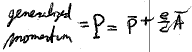 generalized
momentum = P̄ = p̄ + e/c Ā